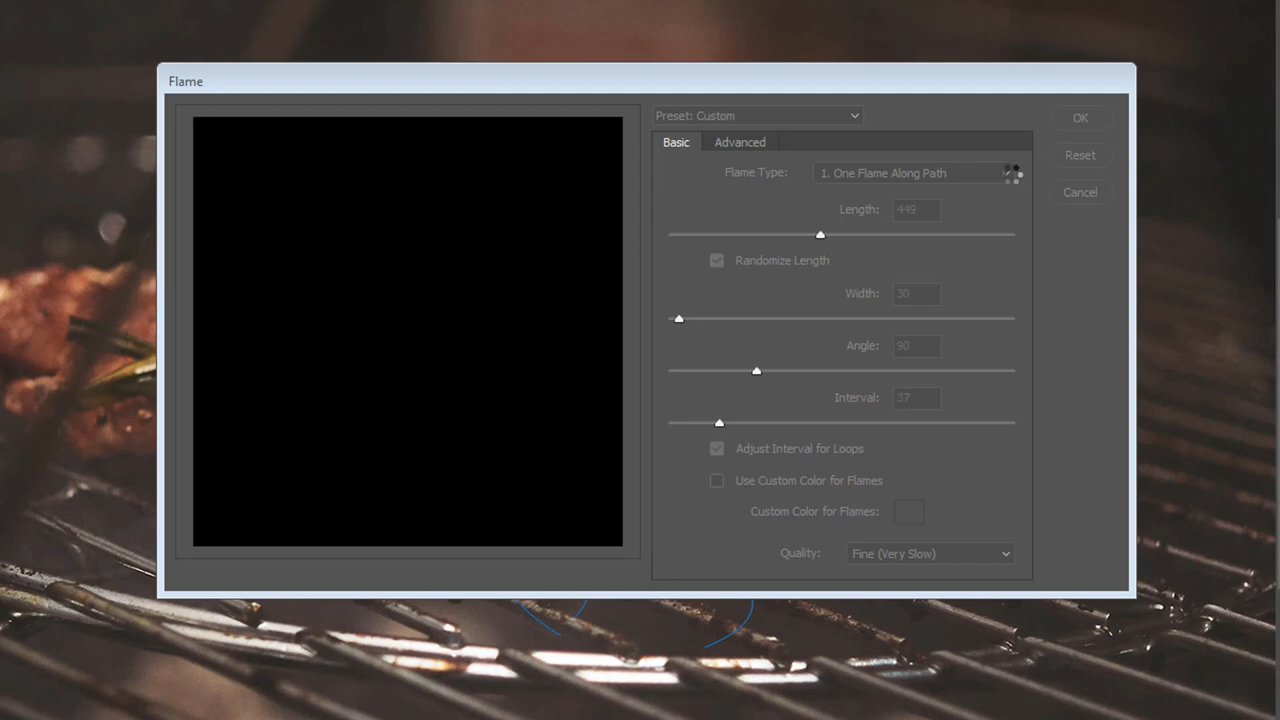 Flame
Preset: Custom
OK
Basic
Advanced
Reset
Flame Type:
1. One Flame Along Path
Cancel
Length:
449
Randomize Length
Width:
30
Angle:
90
Interval:
37
Adjust Interval for Loops
Use Custom Color for Flames
Custom Color for Flames:
Quality:
Fine (Very Slow)